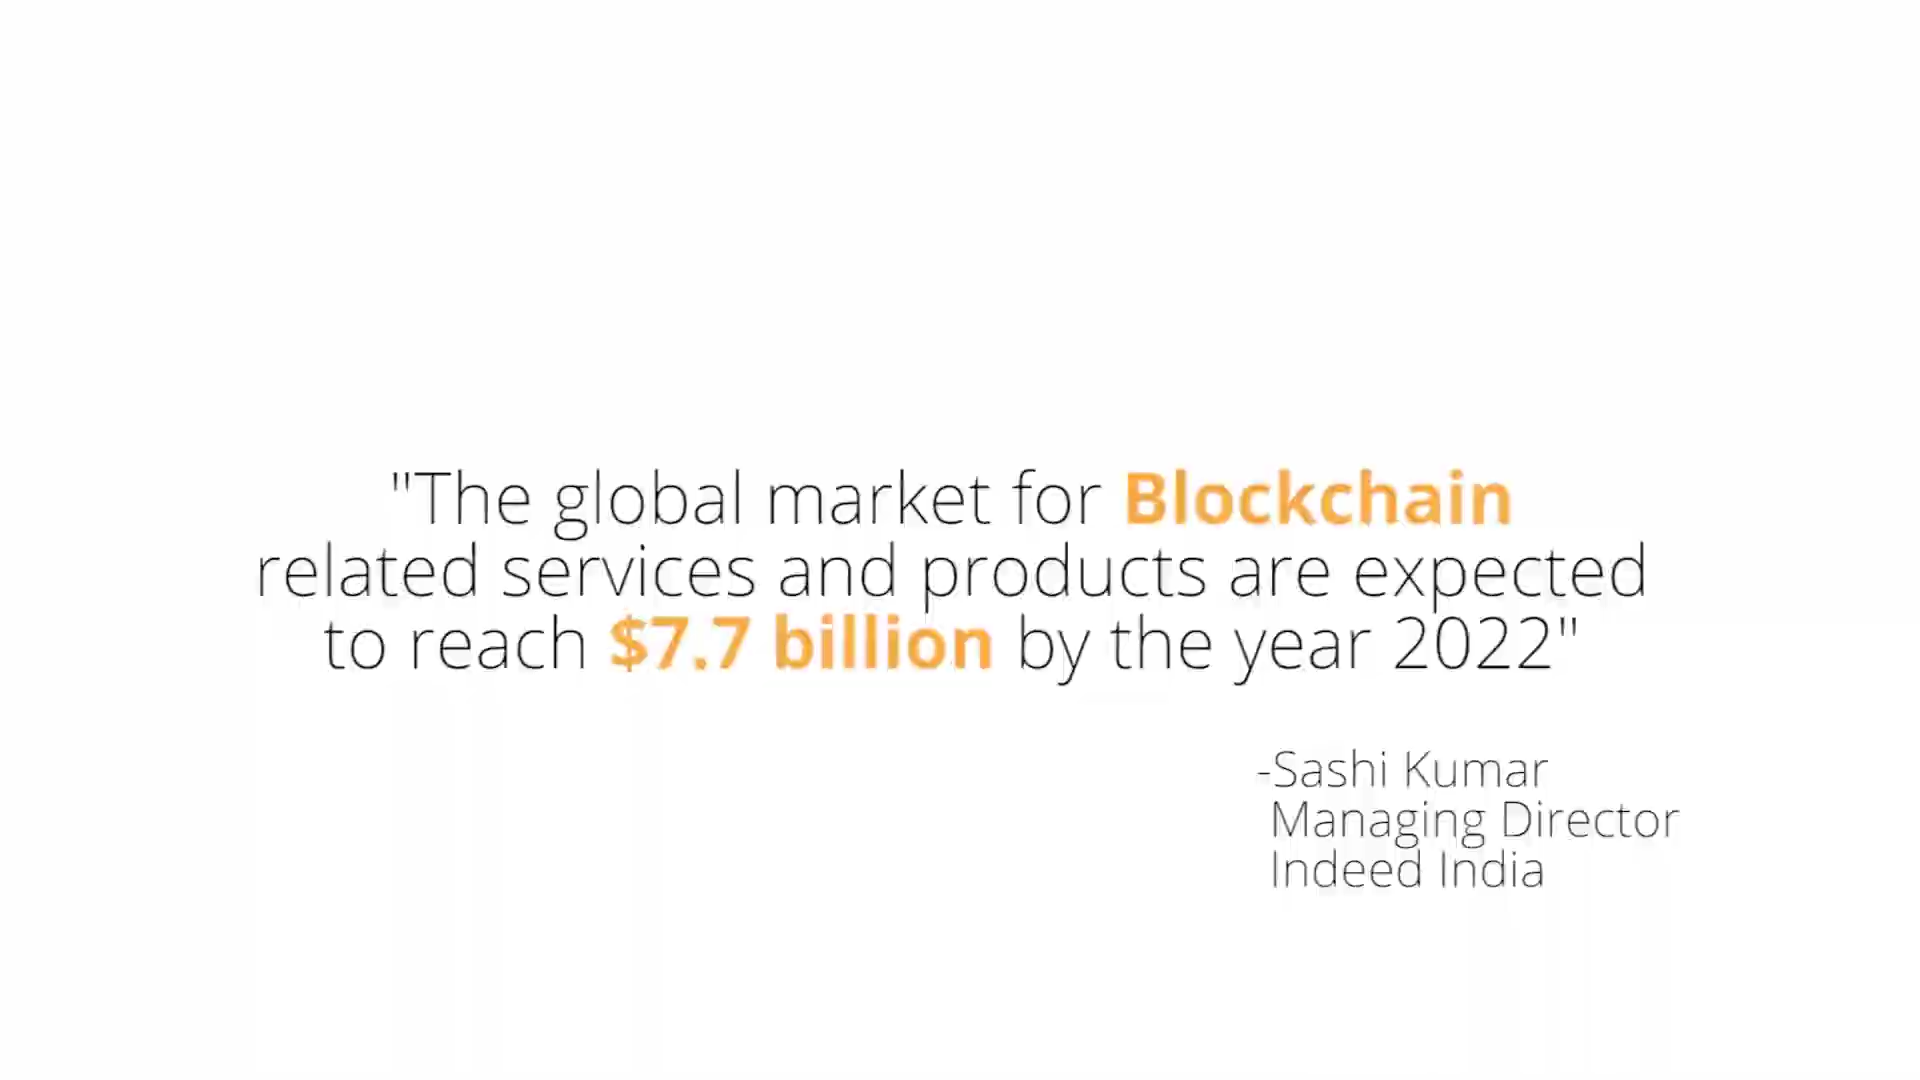 "The global market for Blockchain
related services and products are expected
to reach $7.7 billion by the year 2022"
-Sashi Kumar
Managing Director
Indeed India